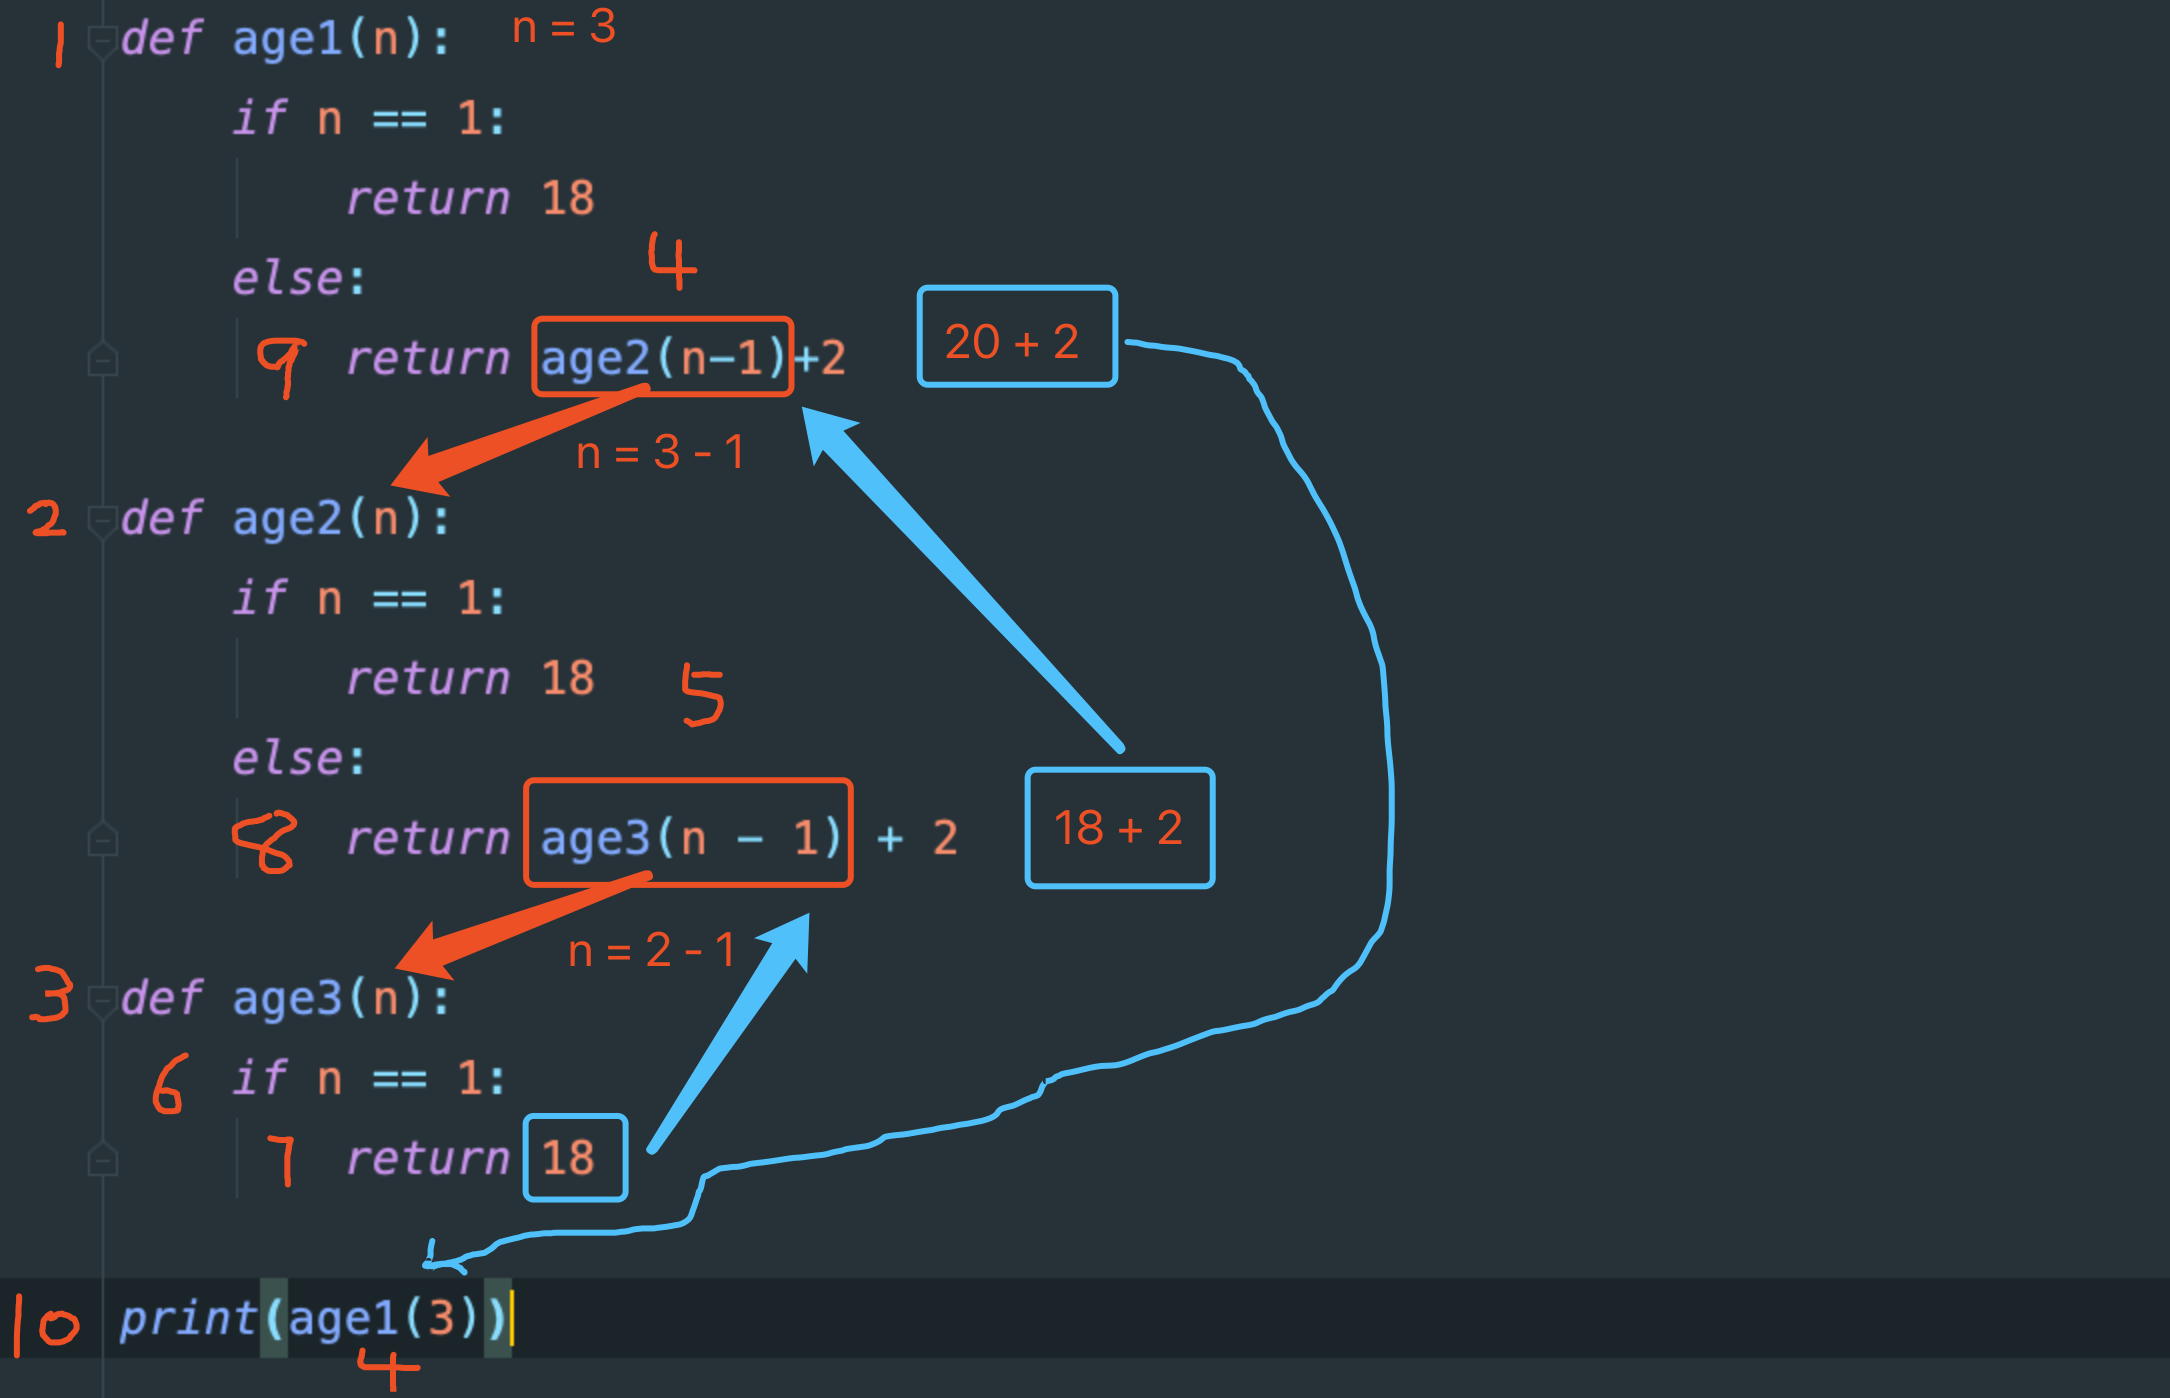 1 def age1(n): n = 3
if n == 1:
return 18
else:
4
9 return age2(n-1)+2 20 + 2
n = 3 - 1
2 def age2(n):
if n == 1:
return 18
5
else:
8 return age3(n - 1) + 2 18 + 2
n = 2 - 1
3 def age3(n):
6 if n == 1:
7 return 18
10 print(age1(3))
4